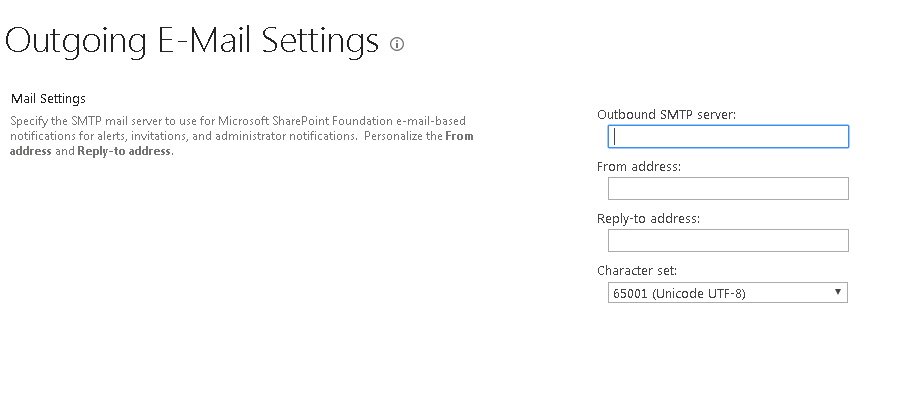 Outgoing E-Mail Settings
Mail Settings
Specify the SMTP mail server to use for Microsoft SharePoint Foundation e-mail-based
notifications for alerts, invitations, and administrator notifications.  Personalize the From
address and Reply-to address.
Outbound SMTP server:
From address:
Reply-to address:
Character set:
65001 (Unicode UTF-8)